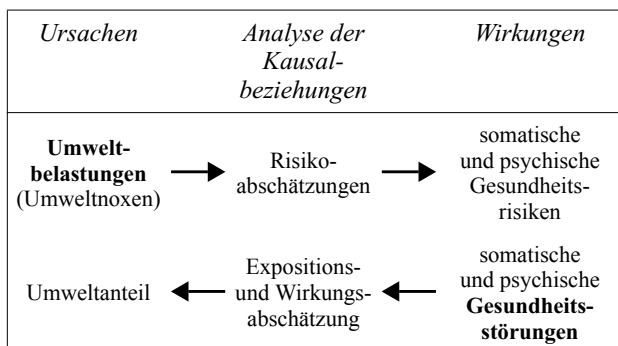 Ursachen
Analyse der
Kausal-
beziehungen
Wirkungen
Umwelt-
belastungen
(Umweltnoxen)
Risiko-
abschätzungen
somatische
und psychische
Gesundheits-
risiken
Umweltanteil
Expositions-
und Wirkungs-
abschätzung
somatische
und psychische
Gesundheits-
störungen